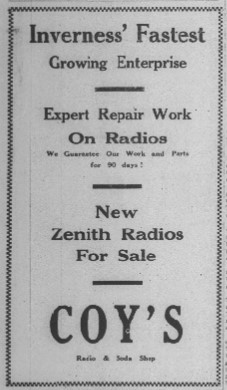 Inverness' Fastest
Growing Enterprise
Expert Repair Work
On Radios
We Guarantee Our Work and Parts
for 90 days!
New
Zenith Radios
For Sale
COY'S
Radio & Soda Shop